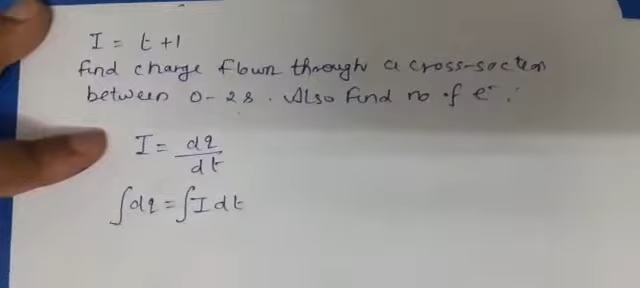 I = t + 1
find charge flown through a cross-section
between 0-2s. Also find no of e⁻.
I = dq/dt
∫dq = ∫I dt